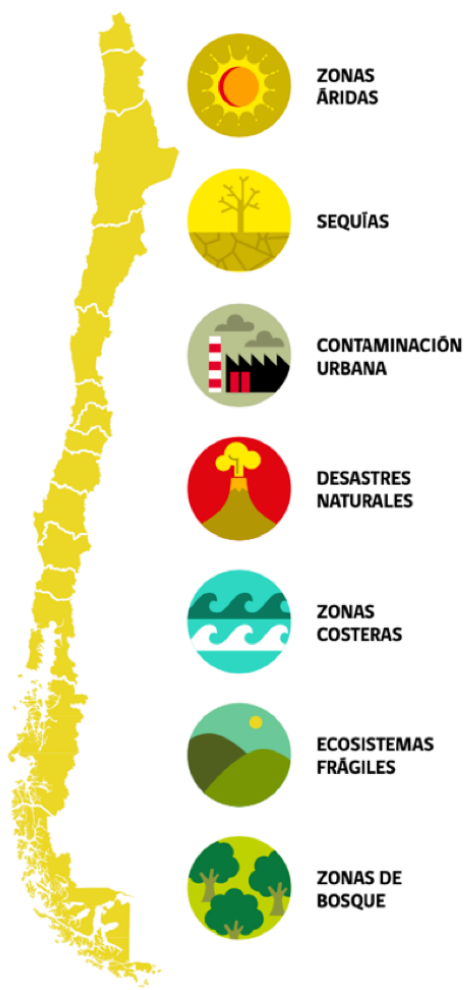 ZONAS
ÁRIDAS
SEQUÍAS
CONTAMINACIÓN
URBANA
DESASTRES
NATURALES
ZONAS
COSTERAS
ECOSISTEMAS
FRÁGILES
ZONAS DE
BOSQUE